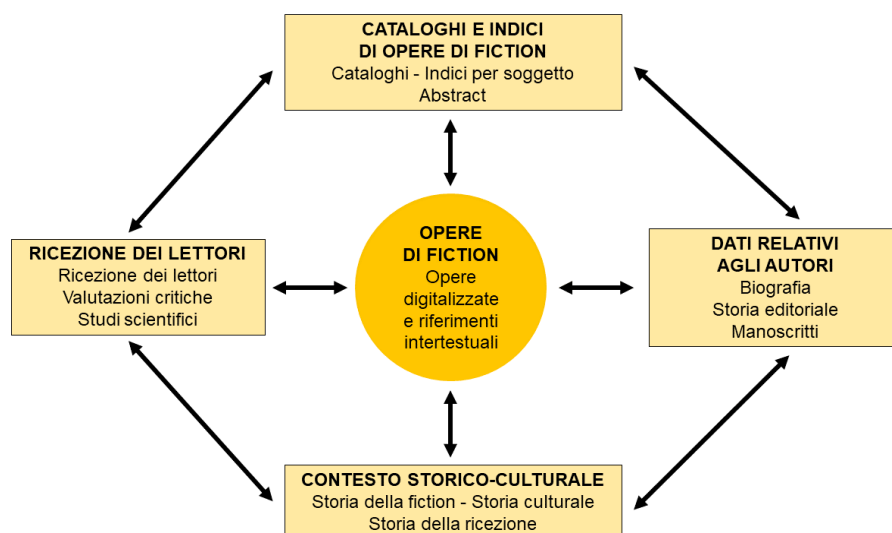 CATALOGHI E INDICI
DI OPERE DI FICTION
Cataloghi - Indici per soggetto
Abstract
RICEZIONE DEI LETTORI
Ricezione dei lettori
Valutazioni critiche
Studi scientifici
OPERE
DI FICTION
Opere
digitalizzate
e riferimenti
intertestuali
DATI RELATIVI
AGLI AUTORI
Biografia
Storia editoriale
Manoscritti
CONTESTO STORICO-CULTURALE
Storia della fiction - Storia culturale
Storia della ricezione